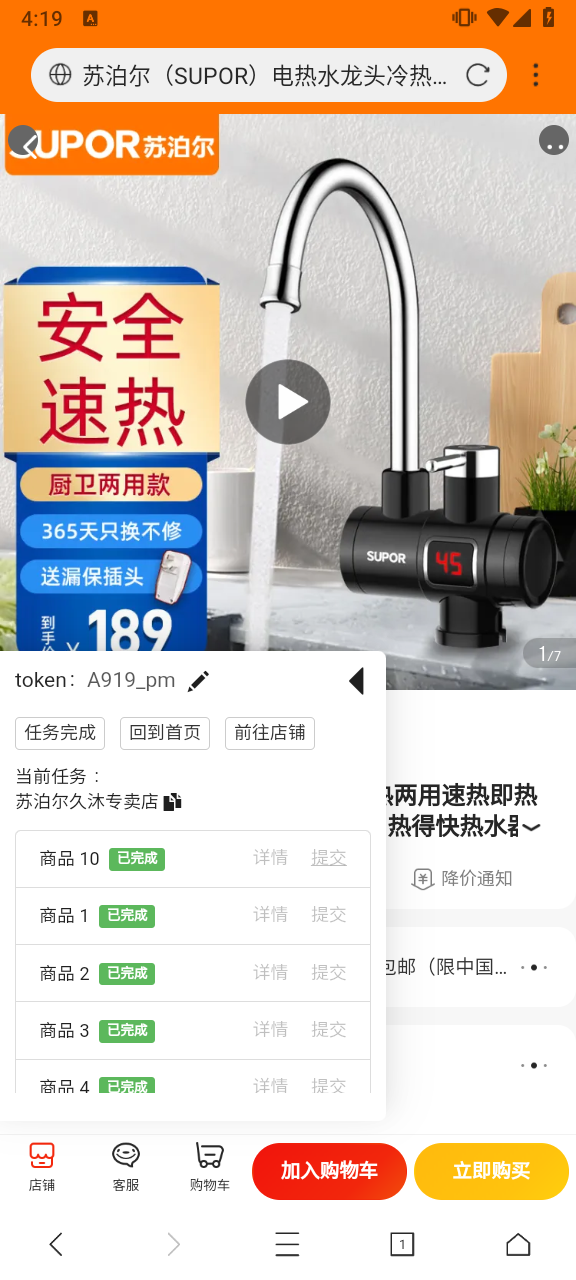 4:19
A
苏泊尔（SUPOR）电热水龙头冷热...
SUPOR 苏泊尔
安全
速热
厨卫两用款
365天只换不修
送漏保插头
到手价 ¥ 189
SUPOR
45
1/7
token： A919_pm
任务完成 回到首页 前往店铺
当前任务：
苏泊尔久沐专卖店
热两用速热即热
热得快热水器
降价通知
包邮（限中国...
商品 10 已完成 详情 提交
商品 1 已完成 详情 提交
商品 2 已完成 详情 提交
商品 3 已完成 详情 提交
商品 4 已完成 详情 提交
店铺 客服 购物车 加入购物车 立即购买
1